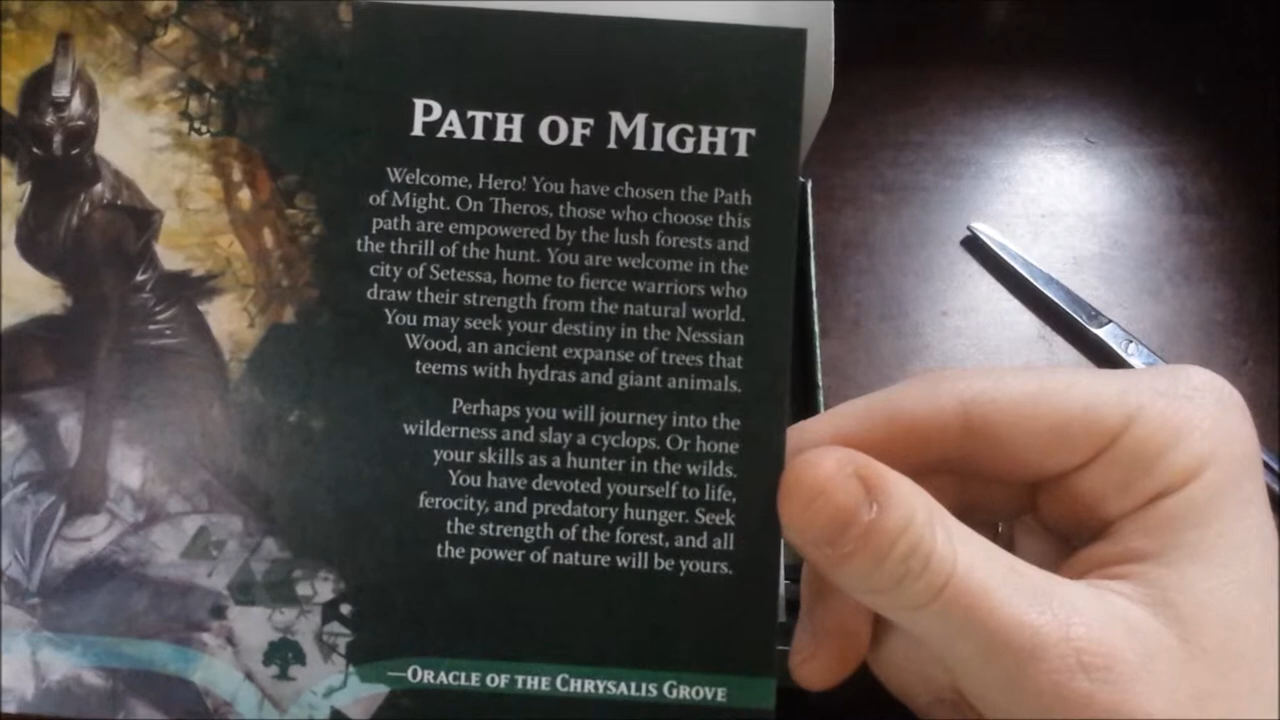 PATH OF MIGHT
Welcome, Hero! You have chosen the Path
of Might. On Theros, those who choose this
path are empowered by the lush forests and
the thrill of the hunt. You are welcome in the
city of Setessa, home to fierce warriors who
draw their strength from the natural world.
You may seek your destiny in the Nessian
Wood, an ancient expanse of trees that
teems with hydras and giant animals.
Perhaps you will journey into the
wilderness and slay a cyclops. Or hone
your skills as a hunter in the wilds.
You have devoted yourself to life,
ferocity, and predatory hunger. Seek
the strength of the forest, and all
the power of nature will be yours.
—ORACLE OF THE CHRYSALIS GROVE